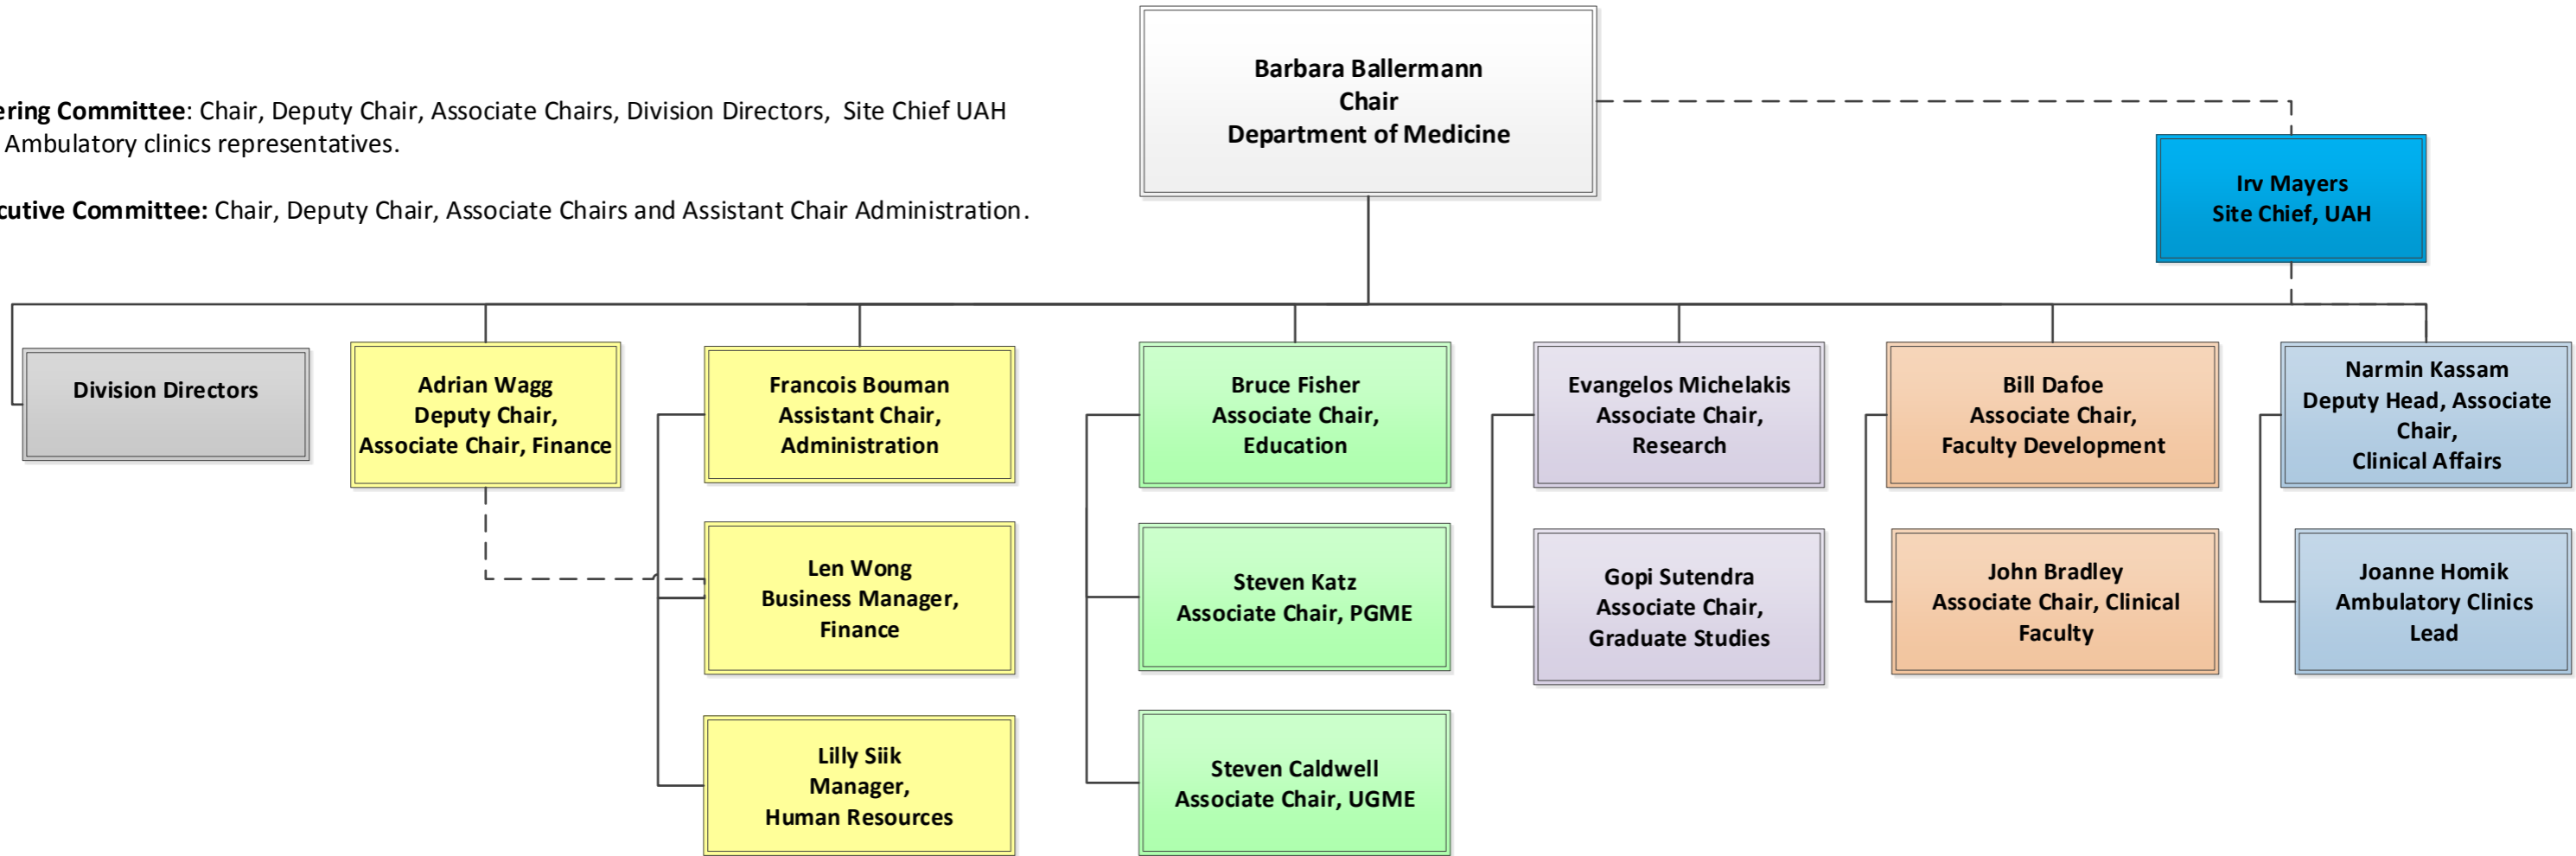 ering Committee: Chair, Deputy Chair, Associate Chairs, Division Directors, Site Chief UAH
Ambulatory clinics representatives.
cutive Committee: Chair, Deputy Chair, Associate Chairs and Assistant Chair Administration.
Barbara Ballermann
Chair
Department of Medicine
Irv Mayers
Site Chief, UAH
Division Directors
Adrian Wagg
Deputy Chair,
Associate Chair, Finance
Francois Bouman
Assistant Chair,
Administration
Bruce Fisher
Associate Chair,
Education
Evangelos Michelakis
Associate Chair,
Research
Bill Dafoe
Associate Chair,
Faculty Development
Narmin Kassam
Deputy Head, Associate
Chair,
Clinical Affairs
Len Wong
Business Manager,
Finance
Steven Katz
Associate Chair, PGME
Gopi Sutendra
Associate Chair,
Graduate Studies
John Bradley
Associate Chair, Clinical
Faculty
Joanne Homik
Ambulatory Clinics
Lead
Lilly Siik
Manager,
Human Resources
Steven Caldwell
Associate Chair, UGME